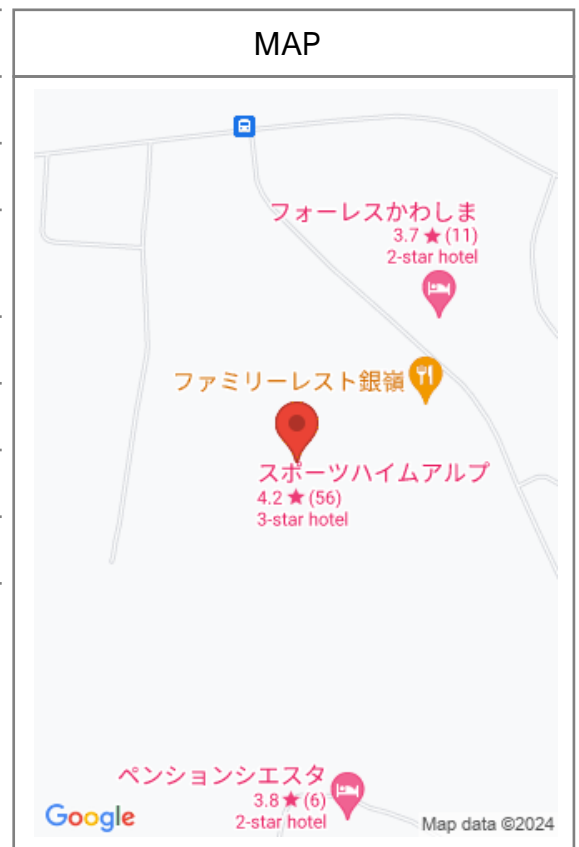 MAP
フォーレスかわしま
3.7 ★ (11)
2-star hotel
ファミリーレスト銀嶺
スポーツハイムアルプ
4.2 ★ (56)
3-star hotel
ペンションシエスタ
3.8 ★ (6)
2-star hotel
Google
Map data ©2024